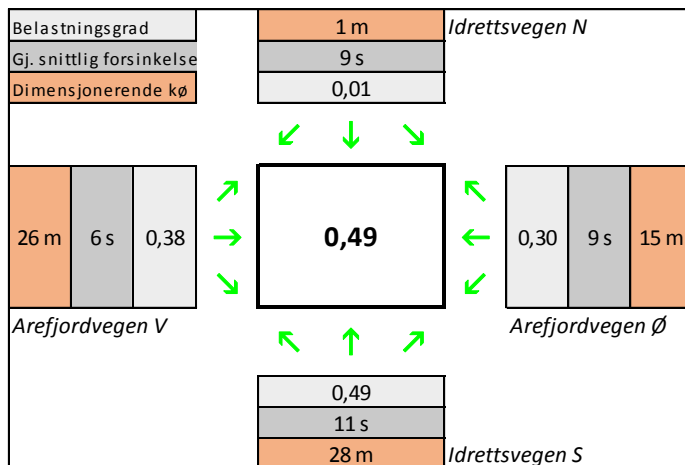 Belastningsgrad
Gj. snittlig forsinkelse
Dimensjonerende kø
1 m
9 s
0,01
Idrettsvegen N
26 m 6 s 0,38
0,49
0,30 9 s 15 m
Arefjordvegen V
Arefjordvegen Ø
0,49
11 s
28 m
Idrettsvegen S